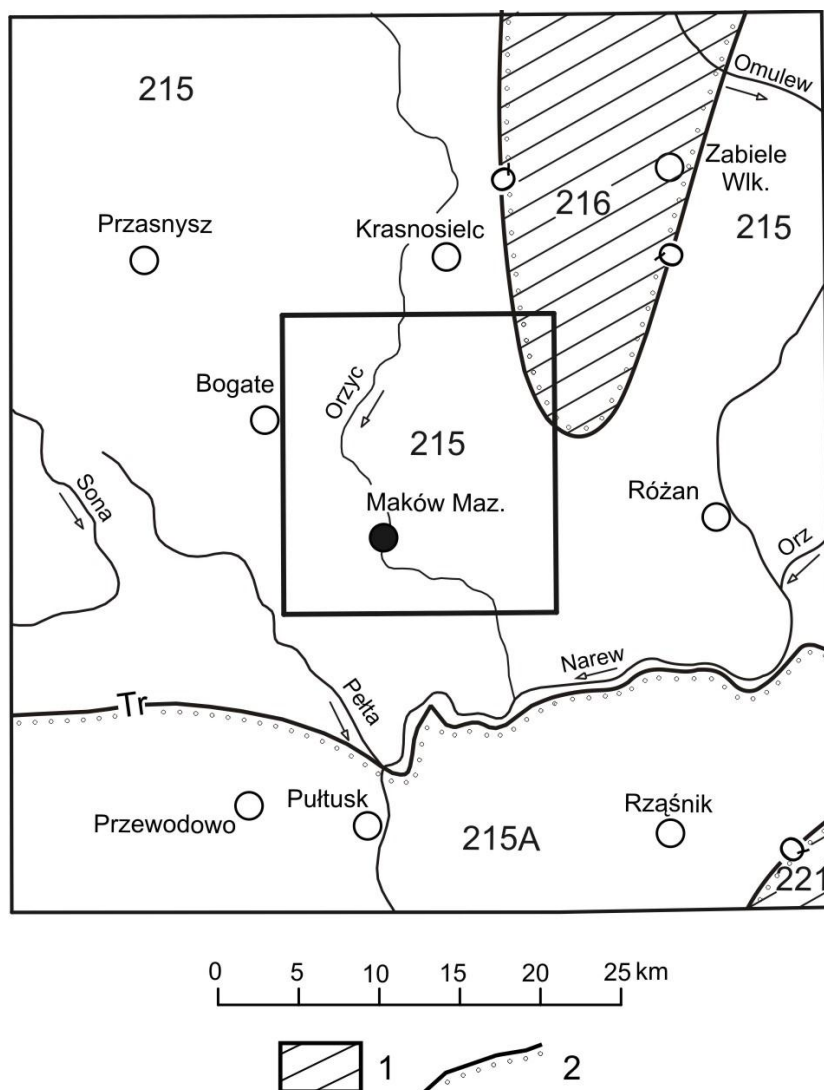 215
Omulew
Zabiele
Wlk.
216
215
Przasnysz
Krasnosielc
Bogate
Orzyc
215
Sona
Maków Maz.
Różan
Orz
Narew
Pełta
Tr
Pułtusk
Przewodowo
Rząśnik
215A
Q
Q
Q
221
0 5 10 15 20 25 km
1 2